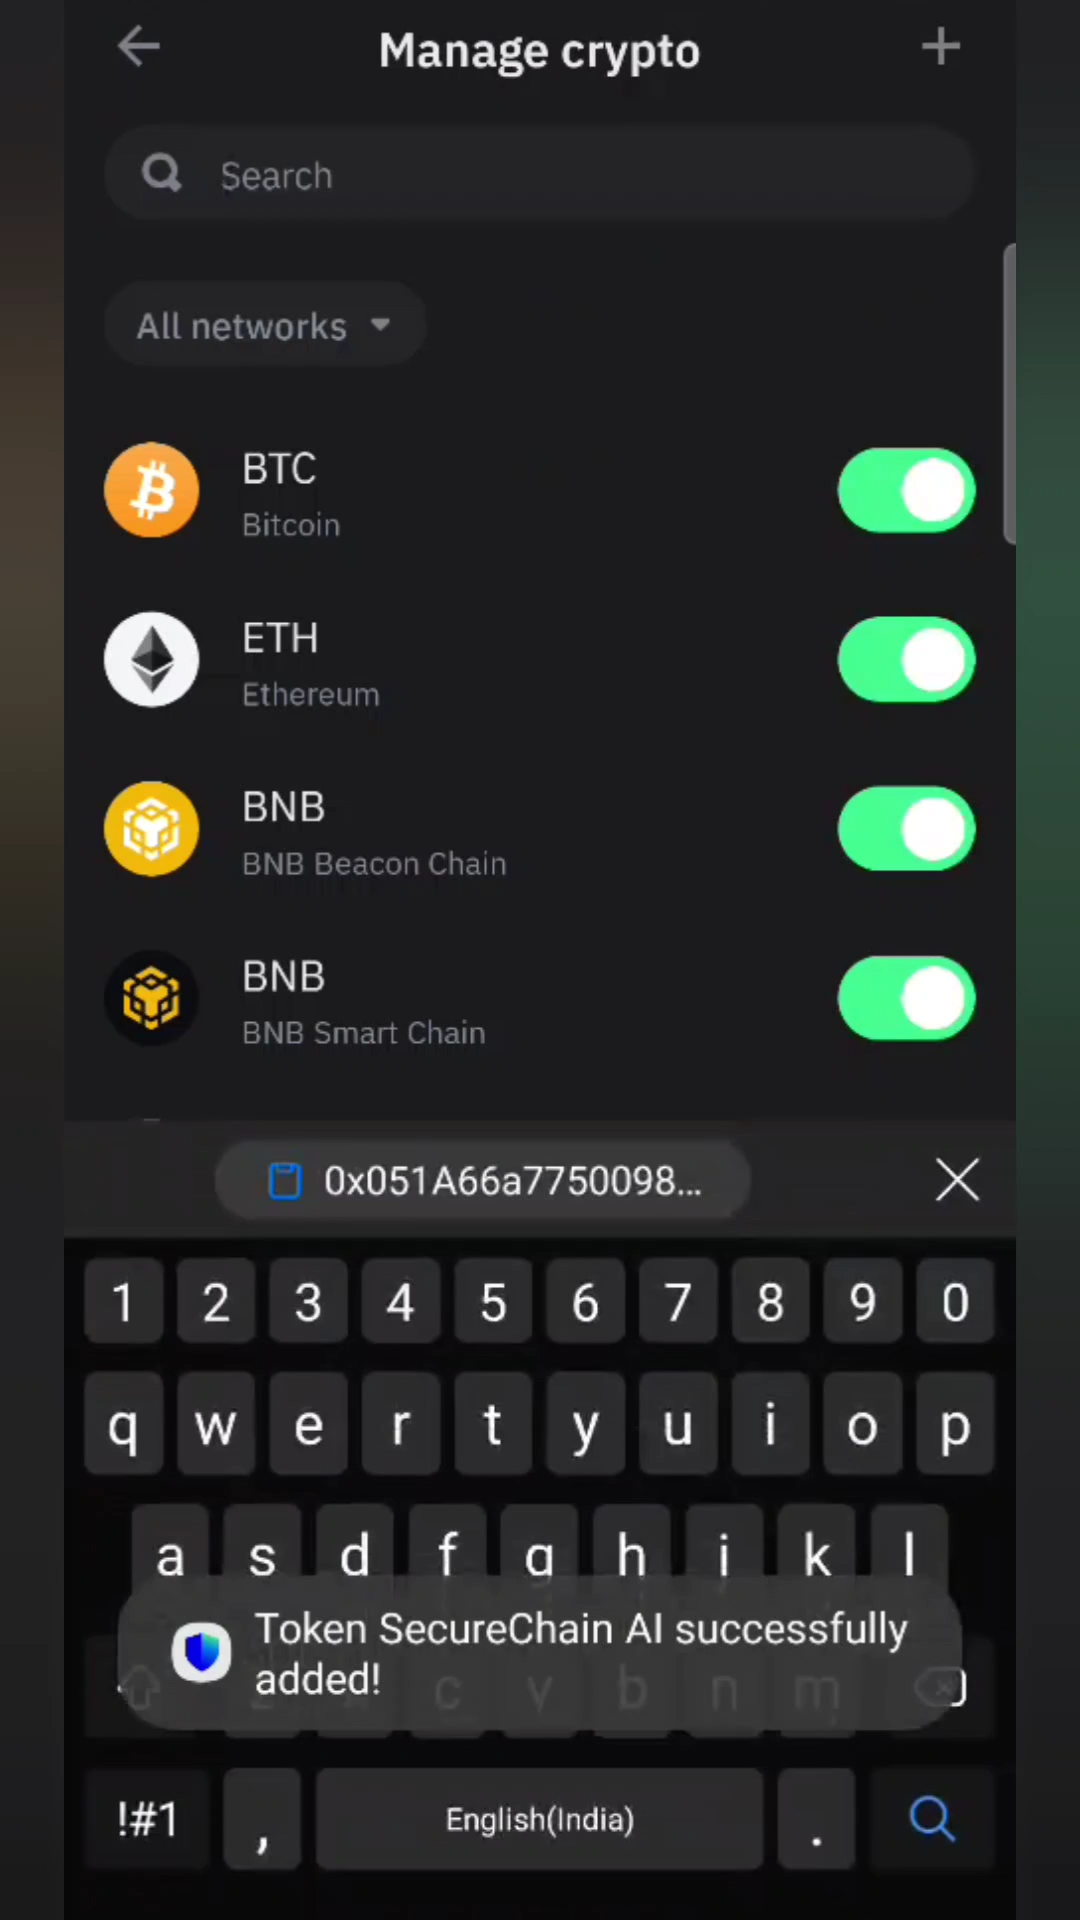 Manage crypto
Search
All networks
BTC
Bitcoin
ETH
Ethereum
BNB
BNB Beacon Chain
BNB
BNB Smart Chain
0x051A66a7750098...
1 2 3 4 5 6 7 8 9 0
q w e r t y u i o p
a s d f g h j k l
Token SecureChain AI successfully
added!
c v b n m
!#1 , English(India) .